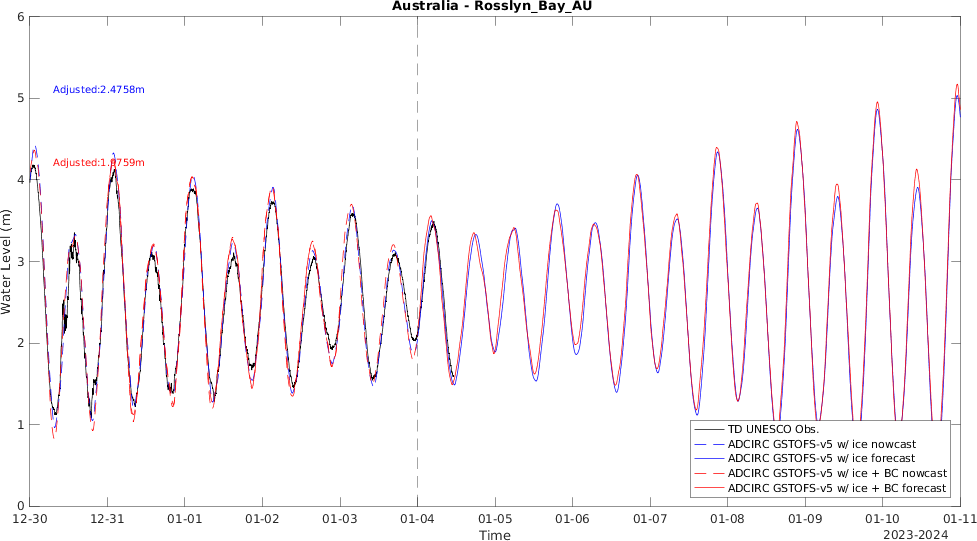 Australia - Rosslyn_Bay_AU
6
5
4
3
2
1
0
Water Level (m)
Adjusted:2.4758m
TD UNESCO Obs.
ADCIRC GSTOFS-v5 w/ ice nowcast
ADCIRC GSTOFS-v5 w/ ice forecast
ADCIRC GSTOFS-v5 w/ ice + BC nowcast
ADCIRC GSTOFS-v5 w/ ice + BC forecast
12-30 12-31 01-01 01-02 01-03 01-04 01-05 01-06 01-07 01-08 01-09 01-10 01-11
Time
2023-2024